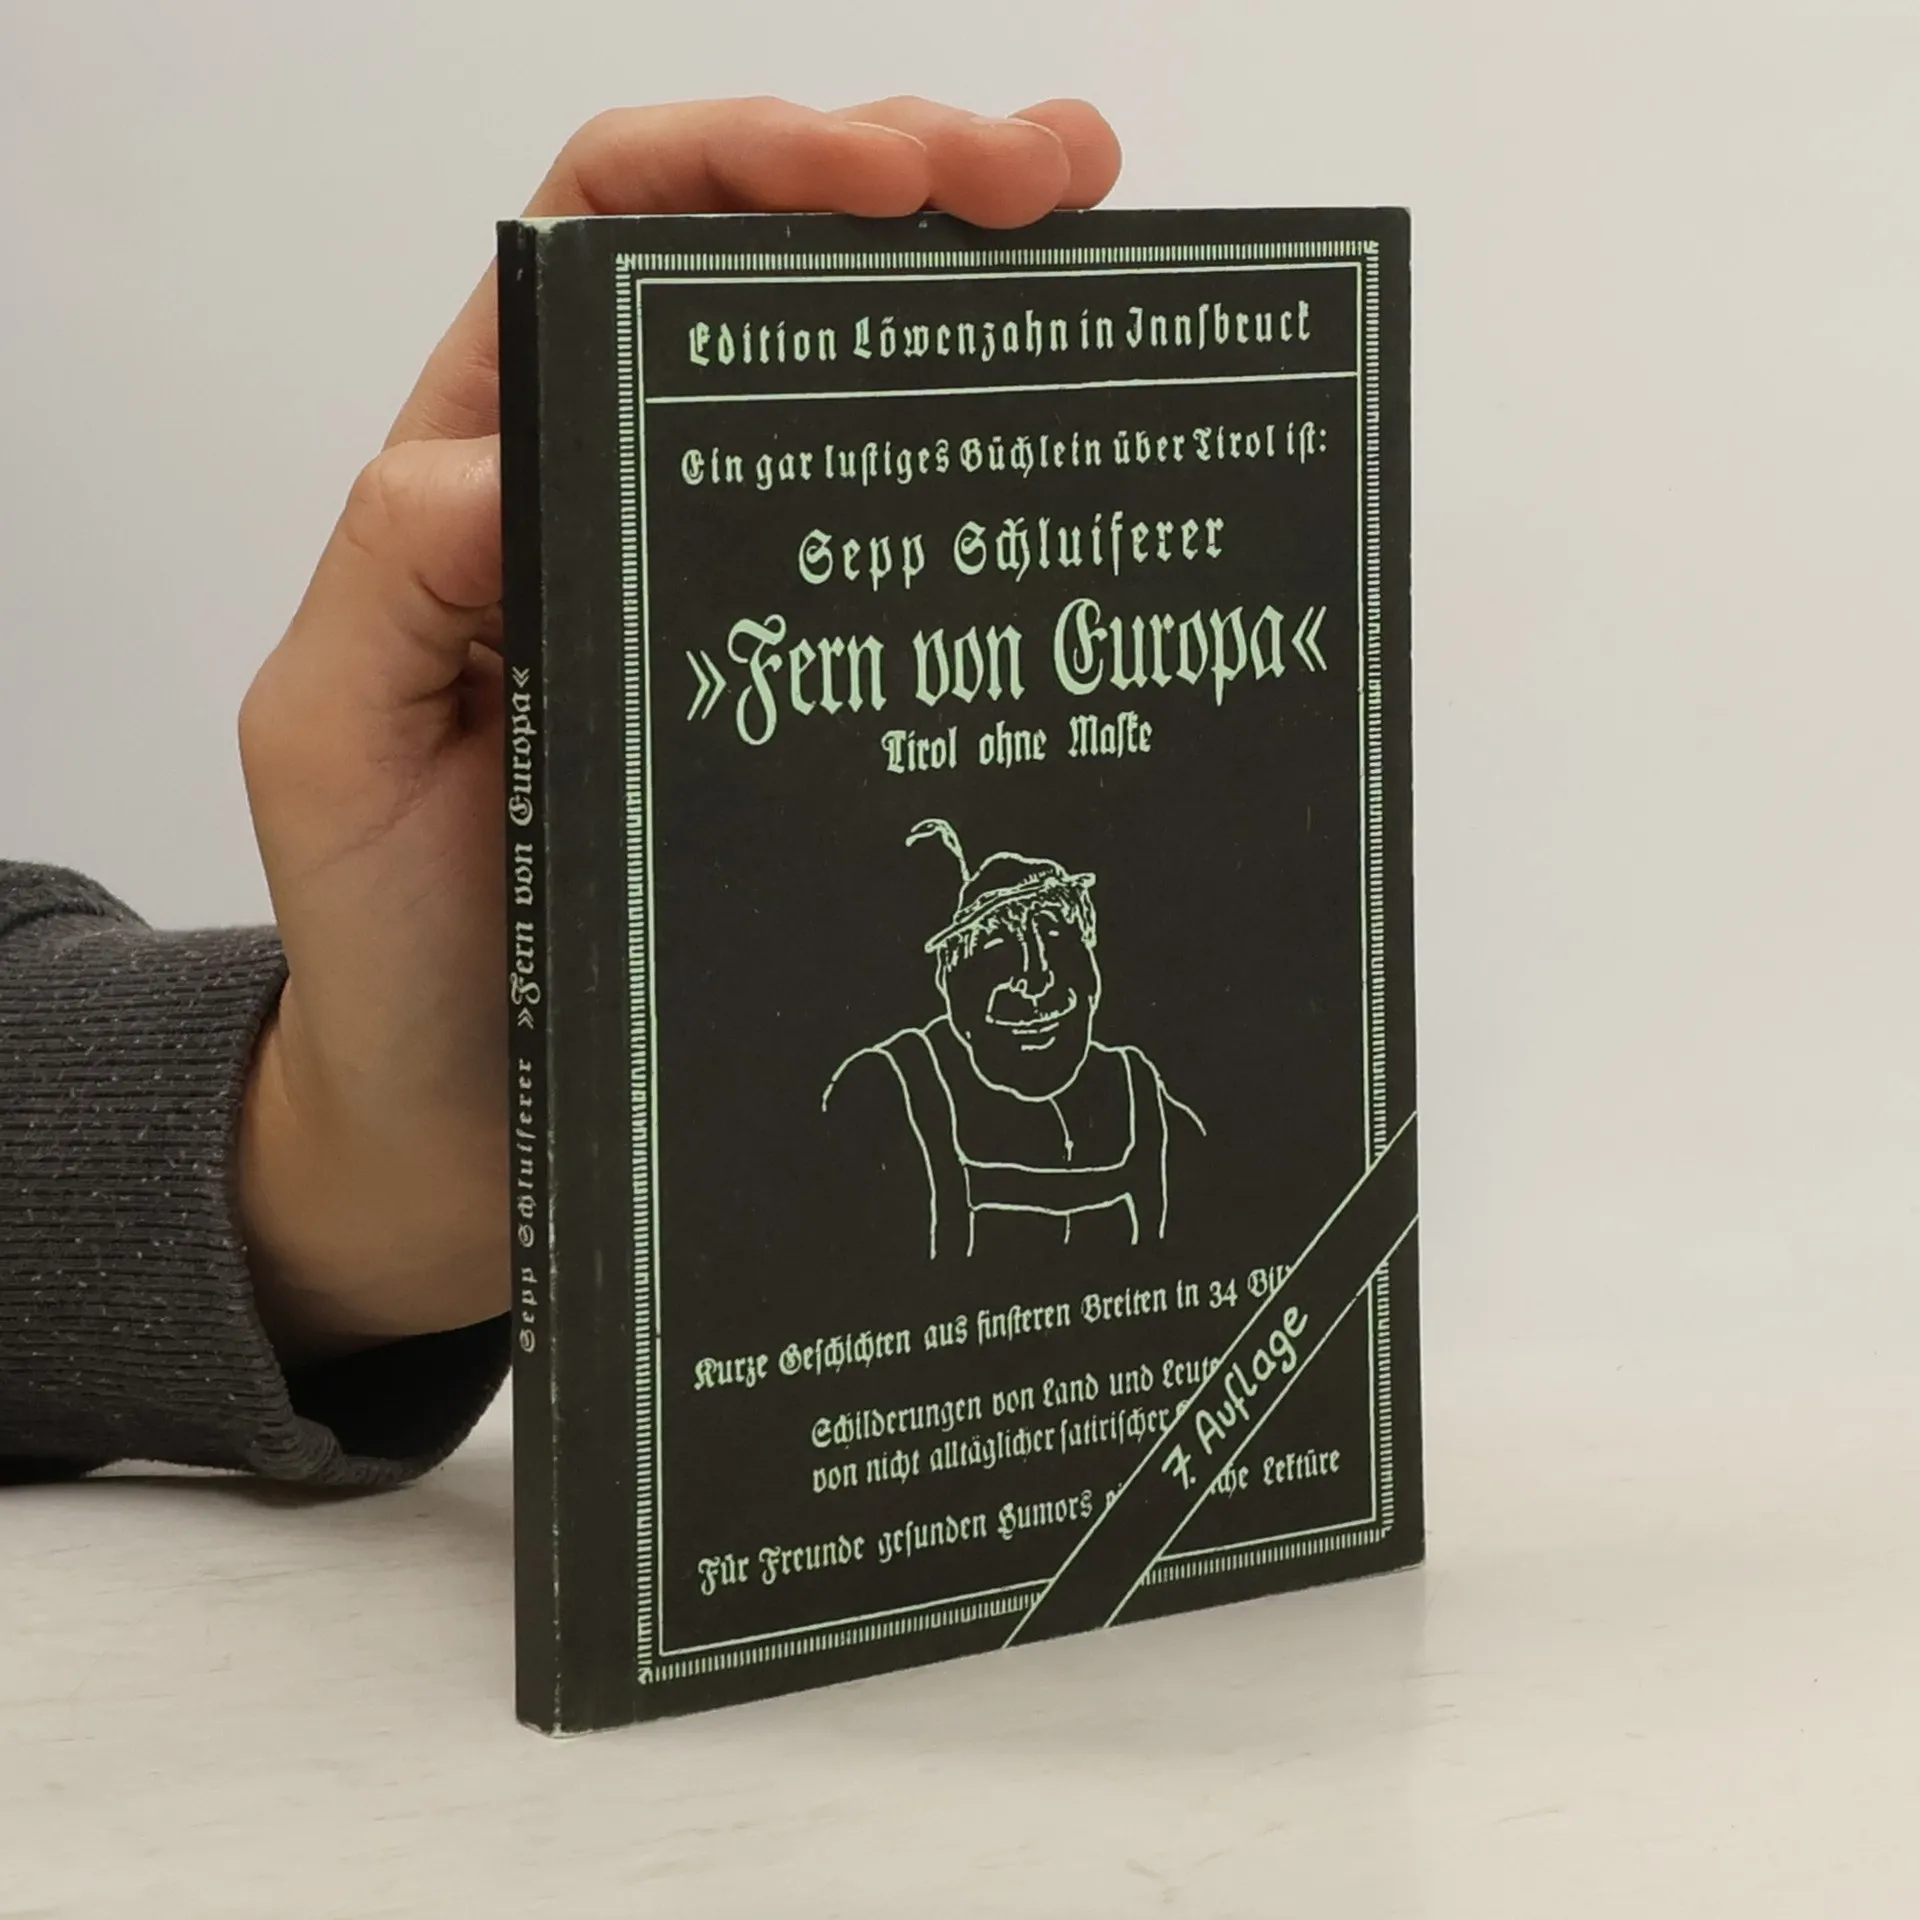 Edition Löwenzahn in Innſbruck
Ein gar luſtiges Büchlein über Tirol iſt:
Sepp Schluiferer
»Fern von Europa«
Tirol ohne Maſke
Kurze Geſchichten aus finſteren Breiten in 34
Schilderungen von Land und
von nicht alltäglicher ſatiriſcher
Für Freunde geſunden Humors
Lektüre
7. Auflage
Sepp Schluiferer »Fern von Europa«